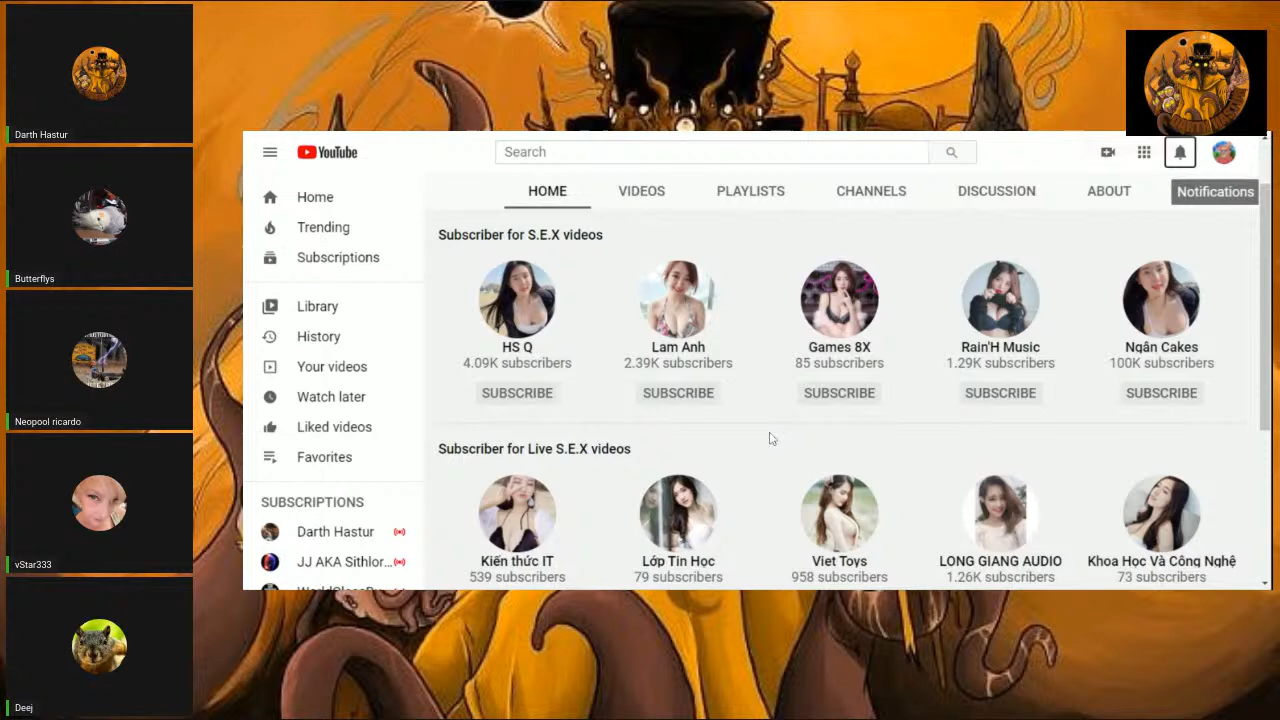 Darth Hastur
Butterflys
Neopool ricardo
vStar333
Deej
YouTube
Search
Home
Trending
Subscriptions
Library
History
Your videos
Watch later
Liked videos
Favorites
SUBSCRIPTIONS
Darth Hastur
JJ AKA Sithlor...
HOME VIDEOS PLAYLISTS CHANNELS DISCUSSION ABOUT
Notifications
Subscriber for S.E.X videos
HS Q Lam Anh Games 8X Rain'H Music Ngân Cakes
4.09K subscribers 2.39K subscribers 85 subscribers 1.29K subscribers 100K subscribers
SUBSCRIBE SUBSCRIBE SUBSCRIBE SUBSCRIBE SUBSCRIBE
Subscriber for Live S.E.X videos
Kiến thức IT Lớp Tin Học Viet Toys LONG GIANG AUDIO Khoa Học Và Công Nghệ
539 subscribers 79 subscribers 958 subscribers 1.26K subscribers 73 subscribers